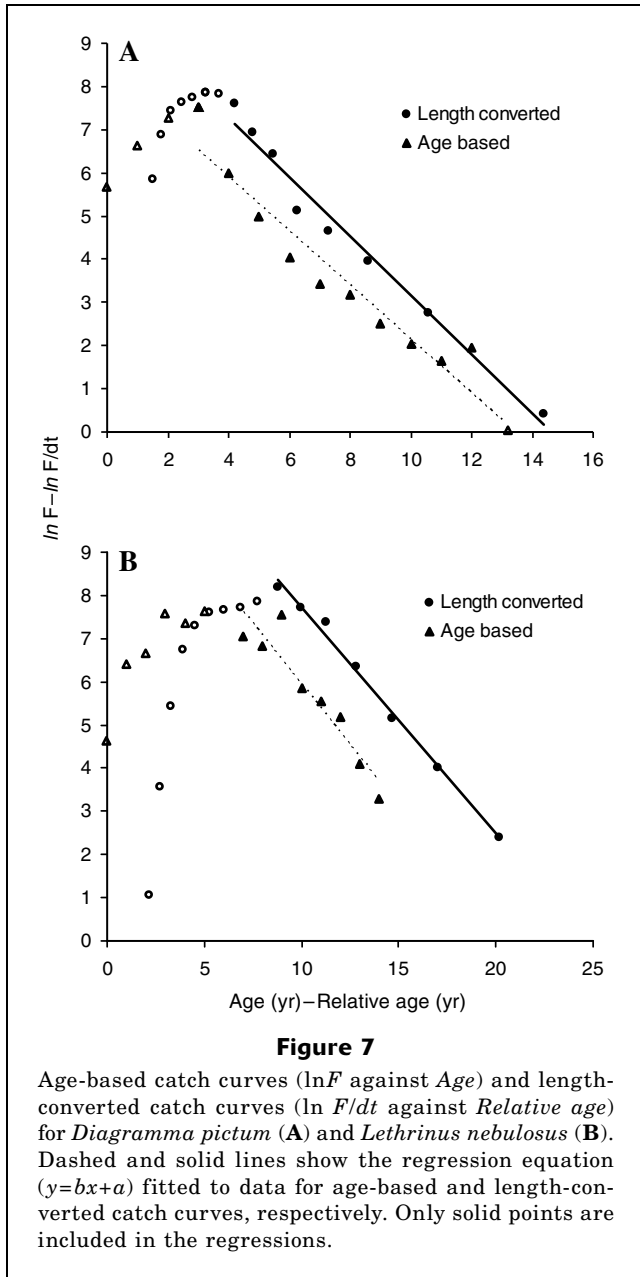 A
9
8
7
6
5
4
3
2
1
0
0 2 4 6 8 10 12 14 16
Length converted
Age based
ln F–ln F/dt
B
9
8
7
6
5
4
3
2
1
0
0 5 10 15 20 25
Length converted
Age based
Age (yr)–Relative age (yr)
Figure 7
Age-based catch curves (lnF against Age) and length-
converted catch curves (ln F/dt against Relative age)
for Diagramma pictum (A) and Lethrinus nebulosus (B).
Dashed and solid lines show the regression equation
(y=bx+a) fitted to data for age-based and length-con-
verted catch curves, respectively. Only solid points are
included in the regressions.